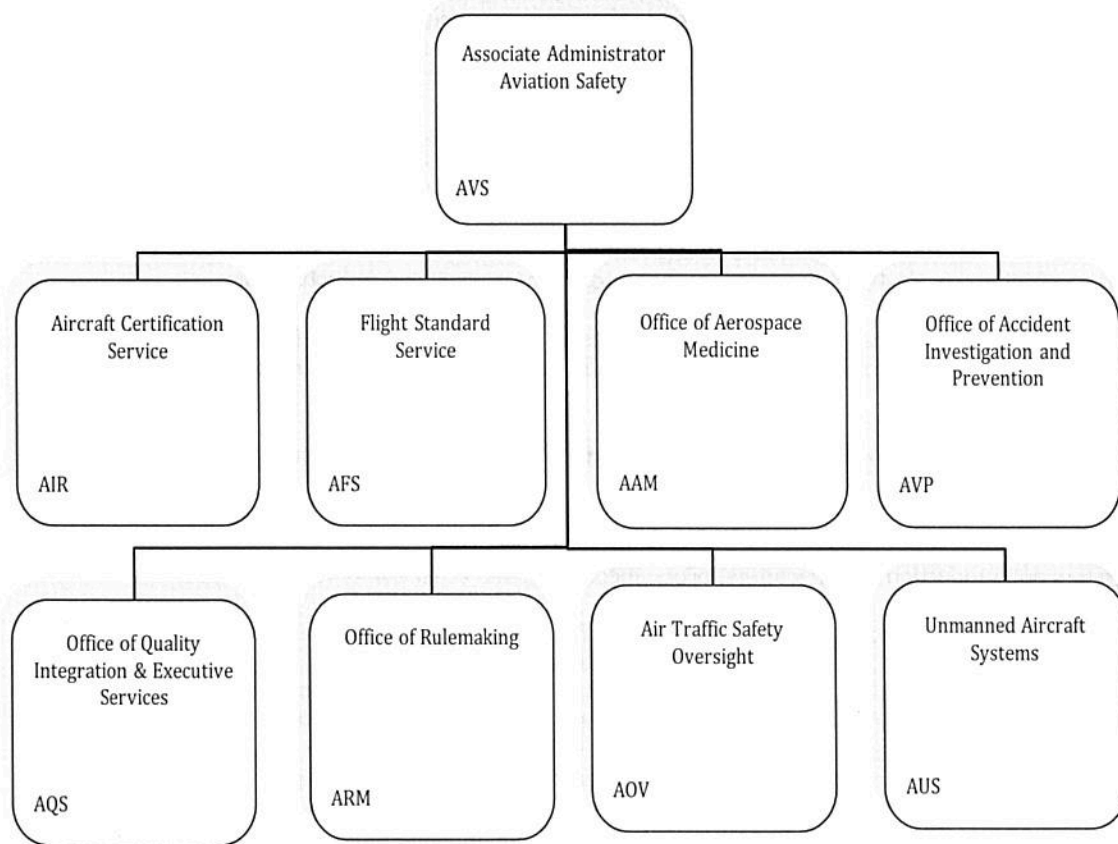 Associate Administrator
Aviation Safety
AVS
Aircraft Certification
Service
AIR
Flight Standard
Service
AFS
Office of Aerospace
Medicine
AAM
Office of Accident
Investigation and
Prevention
AVP
Office of Quality
Integration & Executive
Services
AQS
Office of Rulemaking
ARM
Air Traffic Safety
Oversight
AOV
Unmanned Aircraft
Systems
AUS